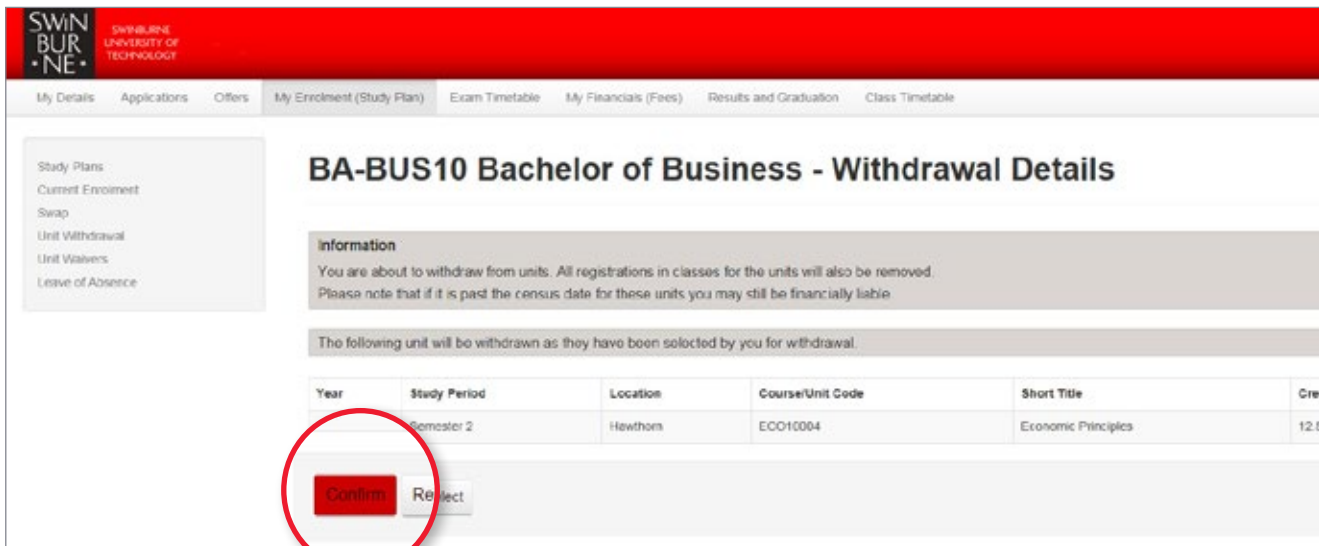 SWiN
BUR
•NE•
SWINBURNE
UNIVERSITY OF
TECHNOLOGY
My Details Applications Offers My Enrolment (Study Plan) Exam Timetable My Financials (Fees) Results and Graduation Class Timetable
Study Plans
Current Enrolment
Swap
Unit Withdrawal
Unit Waivers
Leave of Absence
BA-BUS10 Bachelor of Business - Withdrawal Details
Information
You are about to withdraw from units. All registrations in classes for the units will also be removed.
Please note that if it is past the census date for these units you may still be financially liable
The following unit will be withdrawn as they have been selected by you for withdrawal.
Year Study Period Location Course/Unit Code Short Title Cre
Semester 2 Hawthorn ECO10004 Economic Principles 12.5
Confirm